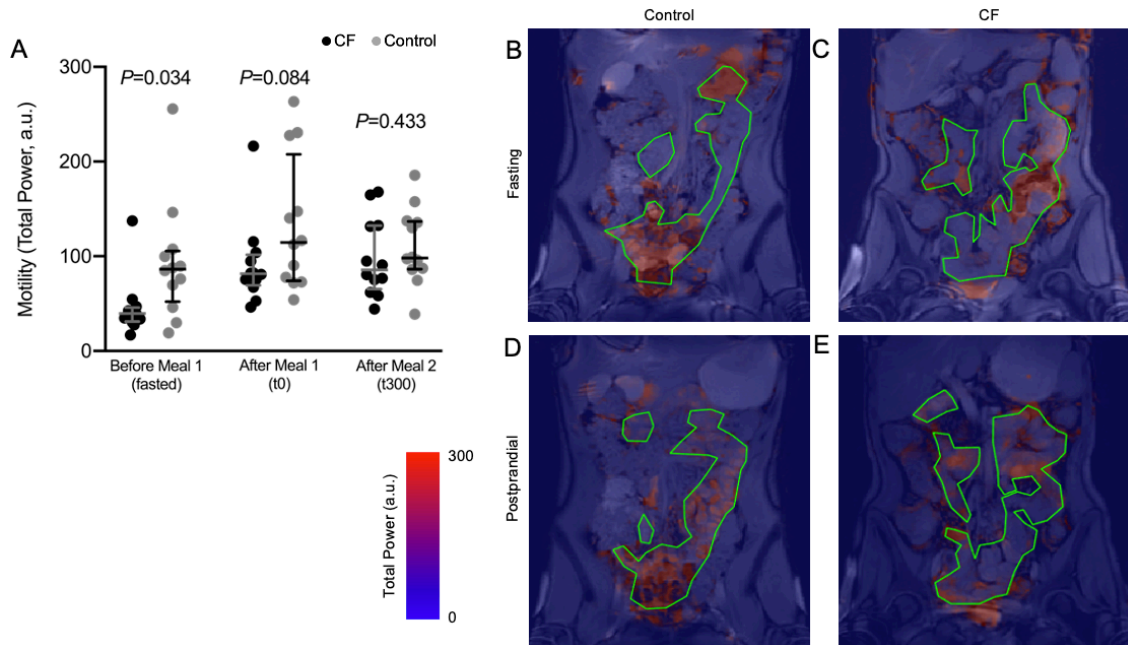 Control
CF
A
CF
Control
B
C
300
P=0.034
P=0.084
P=0.433
200
100
0
Motility (Total Power, a.u.)
Before Meal 1
(fasted)
After Meal 1
(t0)
After Meal 2
(t300)
Fasting
D
E
Postprandial
Total Power (a.u.)
300
0